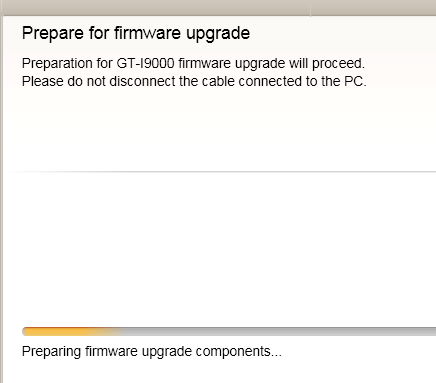 Prepare for firmware upgrade
Preparation for GT-I9000 firmware upgrade will proceed.
Please do not disconnect the cable connected to the PC.
Preparing firmware upgrade components...